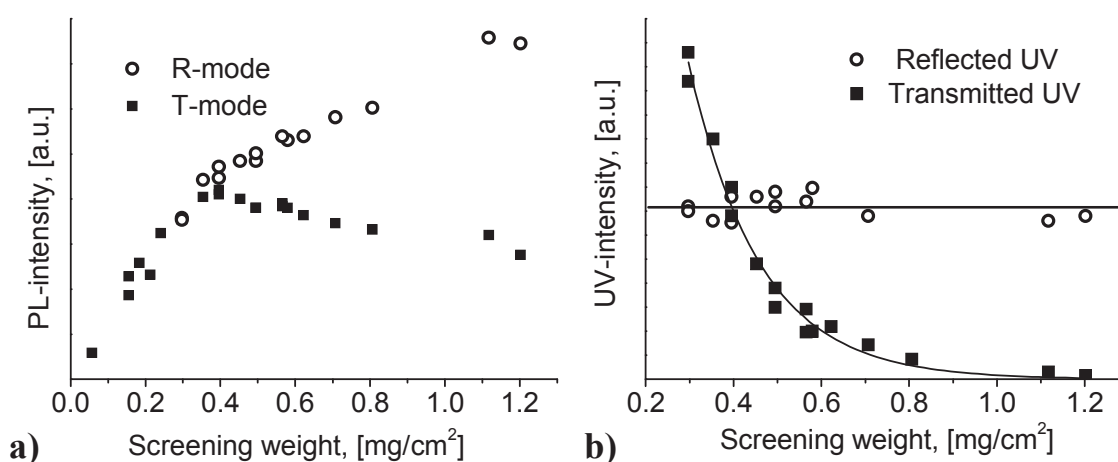 PL-intensity, [a.u.]
R-mode
T-mode
0.0 0.2 0.4 0.6 0.8 1.0 1.2
a) Screening weight, [mg/cm²]
UV-intensity, [a.u.]
Reflected UV
Transmitted UV
0.2 0.4 0.6 0.8 1.0 1.2
b) Screening weight, [mg/cm²]